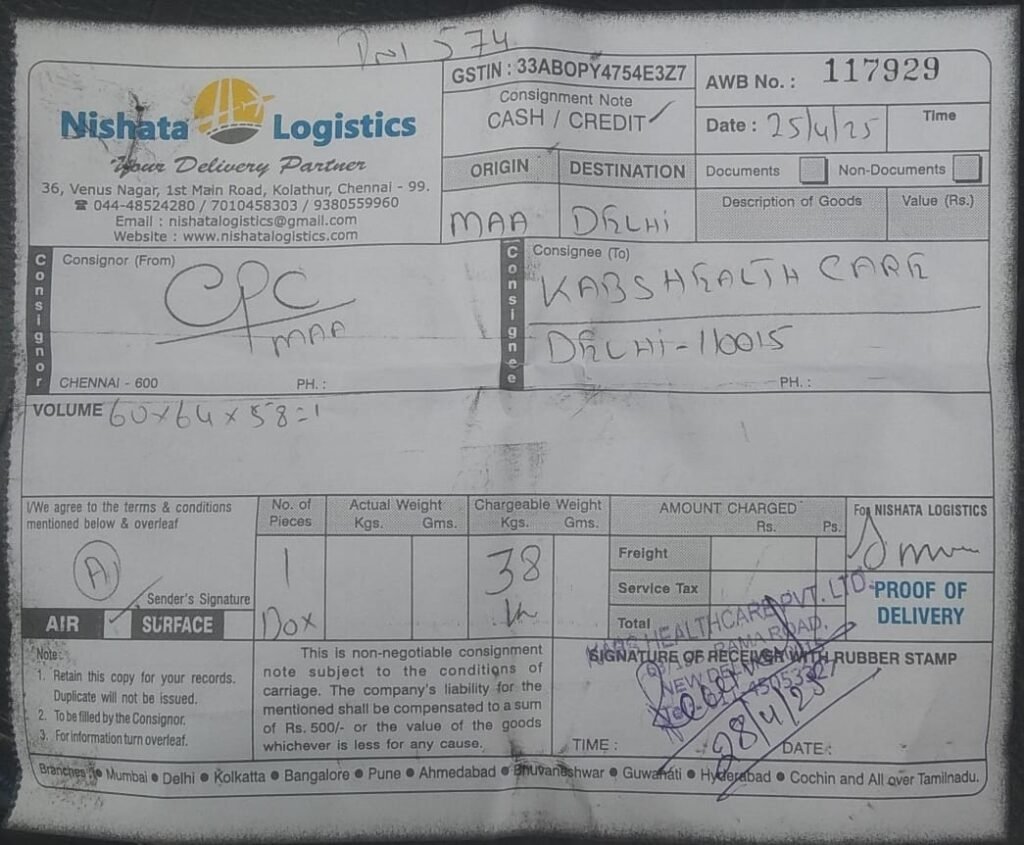 574
Nishata Logistics
Your Delivery Partner
36, Venus Nagar, 1st Main Road, Kolathur, Chennai - 99.
☎ 044-48524280 / 7010458303 / 9380559960
Email : nishatalogistics@gmail.com
Website : www.nishatalogistics.com
GSTIN : 33ABOPY4754E3Z7
Consignment Note
CASH / CREDIT ✓
AWB No. : 117929
Date : 25/4/25
Time
ORIGIN DESTINATION
MAA DELHI
Documents Non-Documents
Description of Goods Value (Rs.)
Consignor
Consignor (From)
CPC
MAA
CHENNAI - 600 PH. :
Consignee
Consignee (To)
KABS HEALTH CARE
DELHI - 110015
PH. :
VOLUME 60x64x58=1
I/We agree to the terms & conditions
mentioned below & overleaf
A
Sender's Signature
AIR SURFACE
No. of
Pieces
1
Box
Actual Weight
Kgs. Gms.
Chargeable Weight
Kgs. Gms.
38
AMOUNT CHARGED
Rs. Ps.
Freight
Service Tax
Total
For NISHATA LOGISTICS
PROOF OF
DELIVERY
Note:
1. Retain this copy for your records.
Duplicate will not be issued.
2. To be filled by the Consignor.
3. For information turn overleaf.
This is non-negotiable consignment
note subject to the conditions of
carriage. The company's liability for the
mentioned shall be compensated to a sum
of Rs. 500/- or the value of the goods
whichever is less for any cause.
KABS HEALTHCARE PVT. LTD.
RAMA ROAD,
NEW DELHI
SIGNATURE OF RECEIVER WITH RUBBER STAMP
28/4/25
TIME : DATE :
Branches : ● Mumbai ● Delhi ● Kolkatta ● Bangalore ● Pune ● Ahmedabad ● Bhuvaneshwar ● Guwahati ● Hyderabad ● Cochin and All over Tamilnadu.